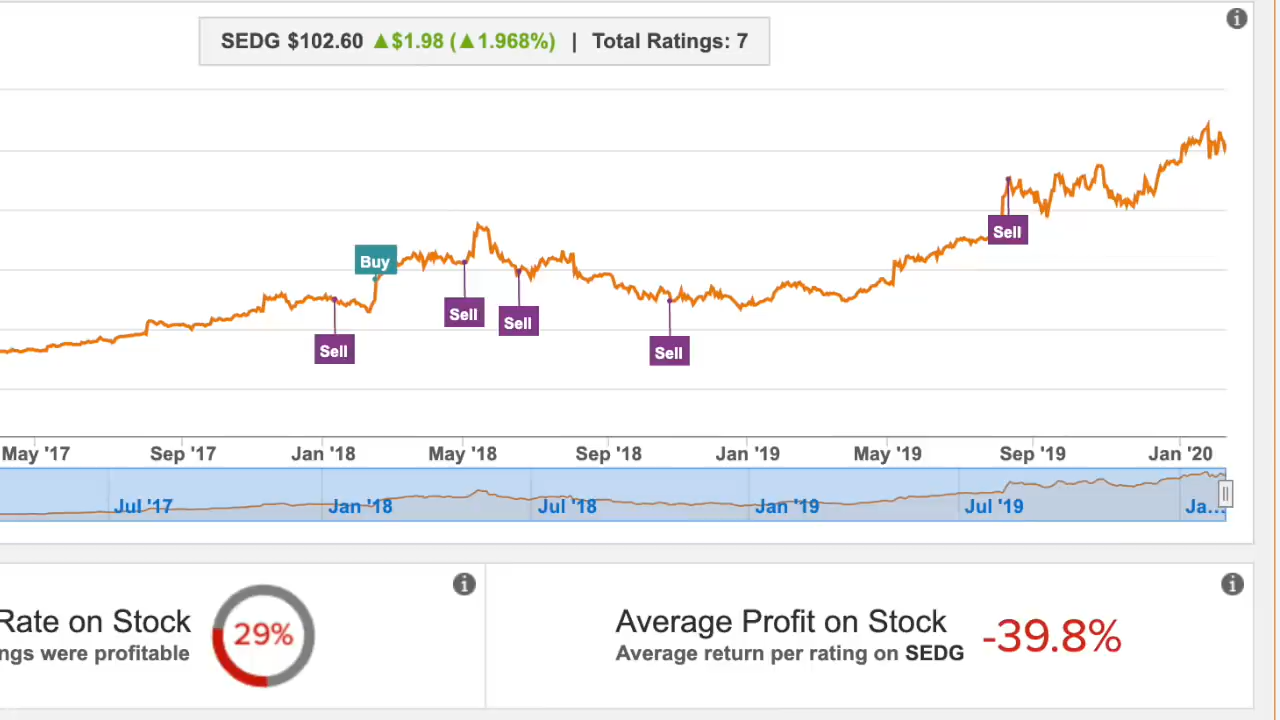 SEDG $102.60 ▲$1.98 (▲1.968%) | Total Ratings: 7
Buy
Sell
Sell
Sell
Sell
Sell
May '17 Sep '17 Jan '18 May '18 Sep '18 Jan '19 May '19 Sep '19 Jan '20
Jul '17 Jan '18 Jul '18 Jan '19 Jul '19 Ja...
Rate on Stock
ngs were profitable
29%
Average Profit on Stock
Average return per rating on SEDG
-39.8%